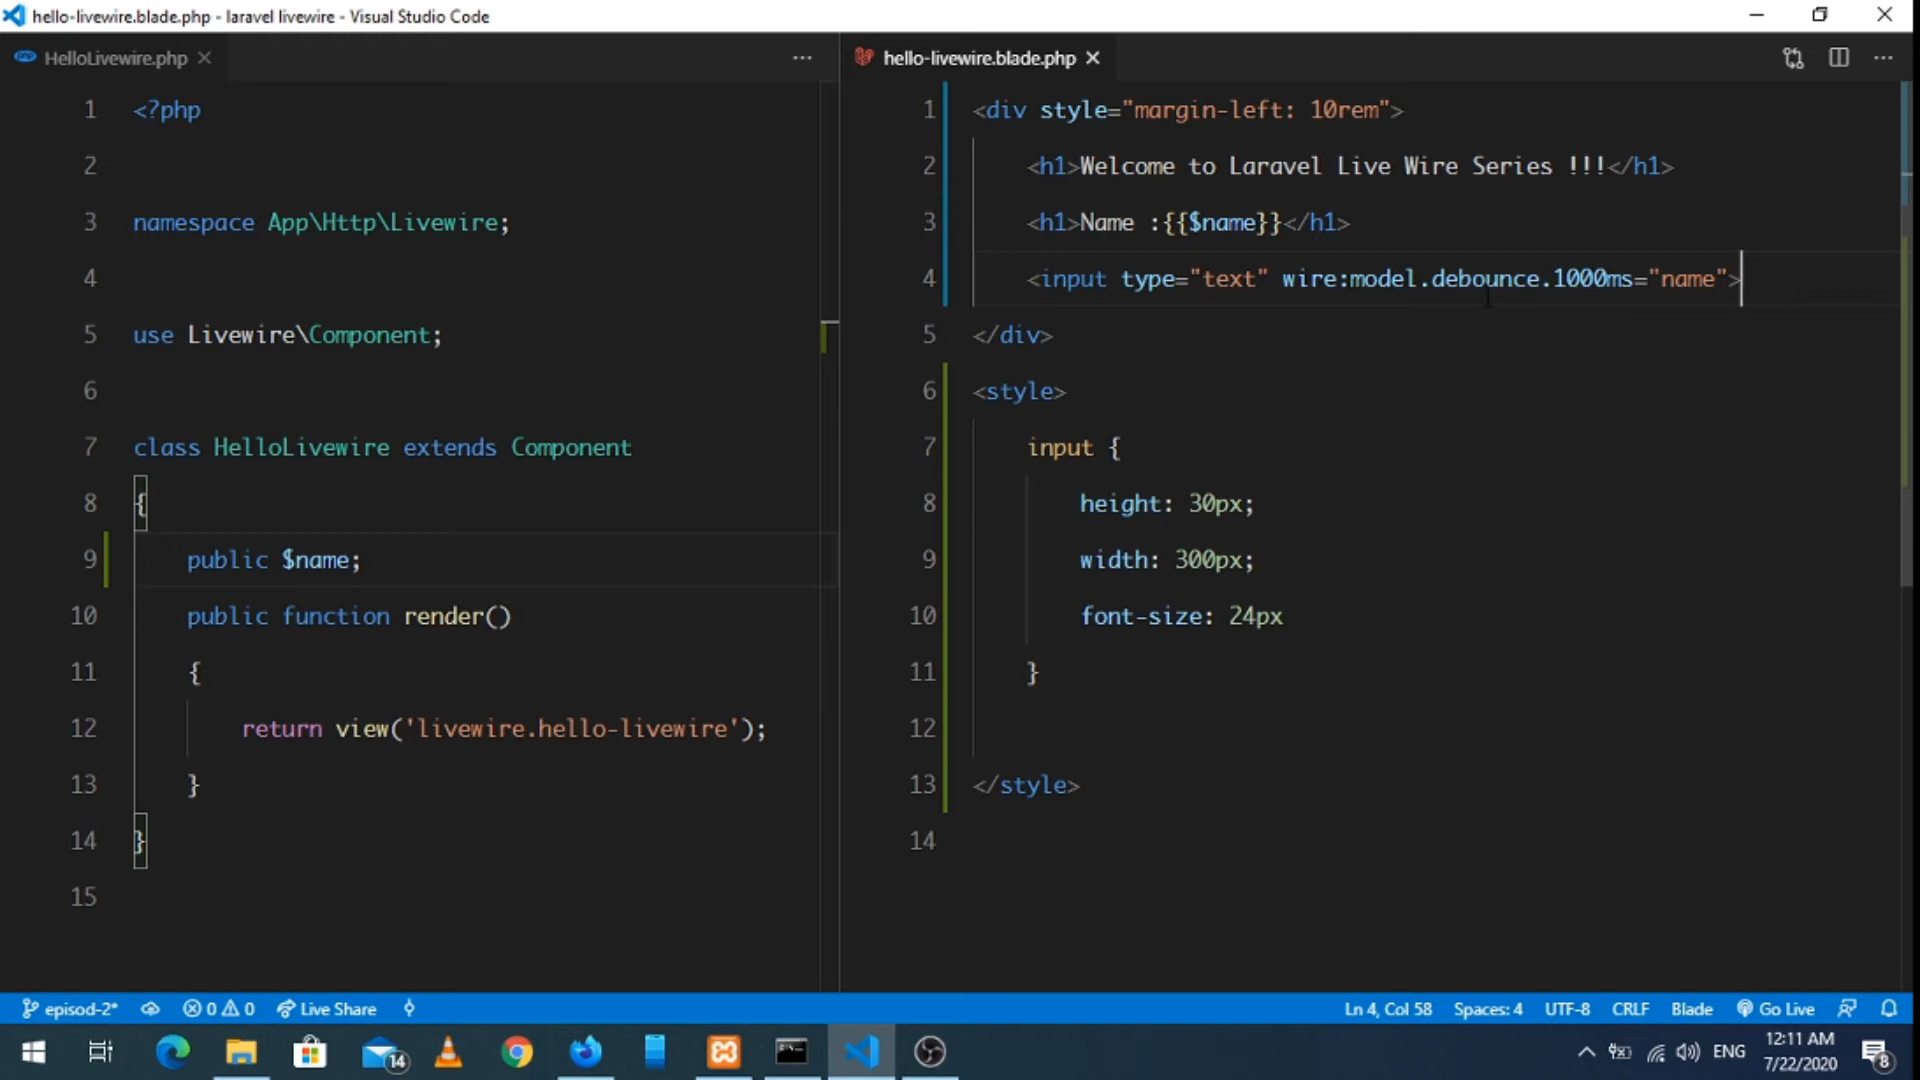 hello-livewire.blade.php - laravel livewire - Visual Studio Code
HelloLivewire.php
1 <?php
2
3 namespace App\Http\Livewire;
4
5 use Livewire\Component;
6
7 class HelloLivewire extends Component
8 {
9 public $name;
10 public function render()
11 {
12 return view('livewire.hello-livewire');
13 }
14 }
15
hello-livewire.blade.php
1 <div style="margin-left: 10rem">
2 <h1>Welcome to Laravel Live Wire Series !!!</h1>
3 <h1>Name :{{$name}}</h1>
4 <input type="text" wire:model.debounce.1000ms="name">
5 </div>
6 <style>
7 input {
8 height: 30px;
9 width: 300px;
10 font-size: 24px
11 }
12
13 </style>
14
episod-2* 0 0 Live Share Ln 4, Col 58 Spaces: 4 UTF-8 CRLF Blade Go Live
14 ENG 12:11 AM 8
7/22/2020